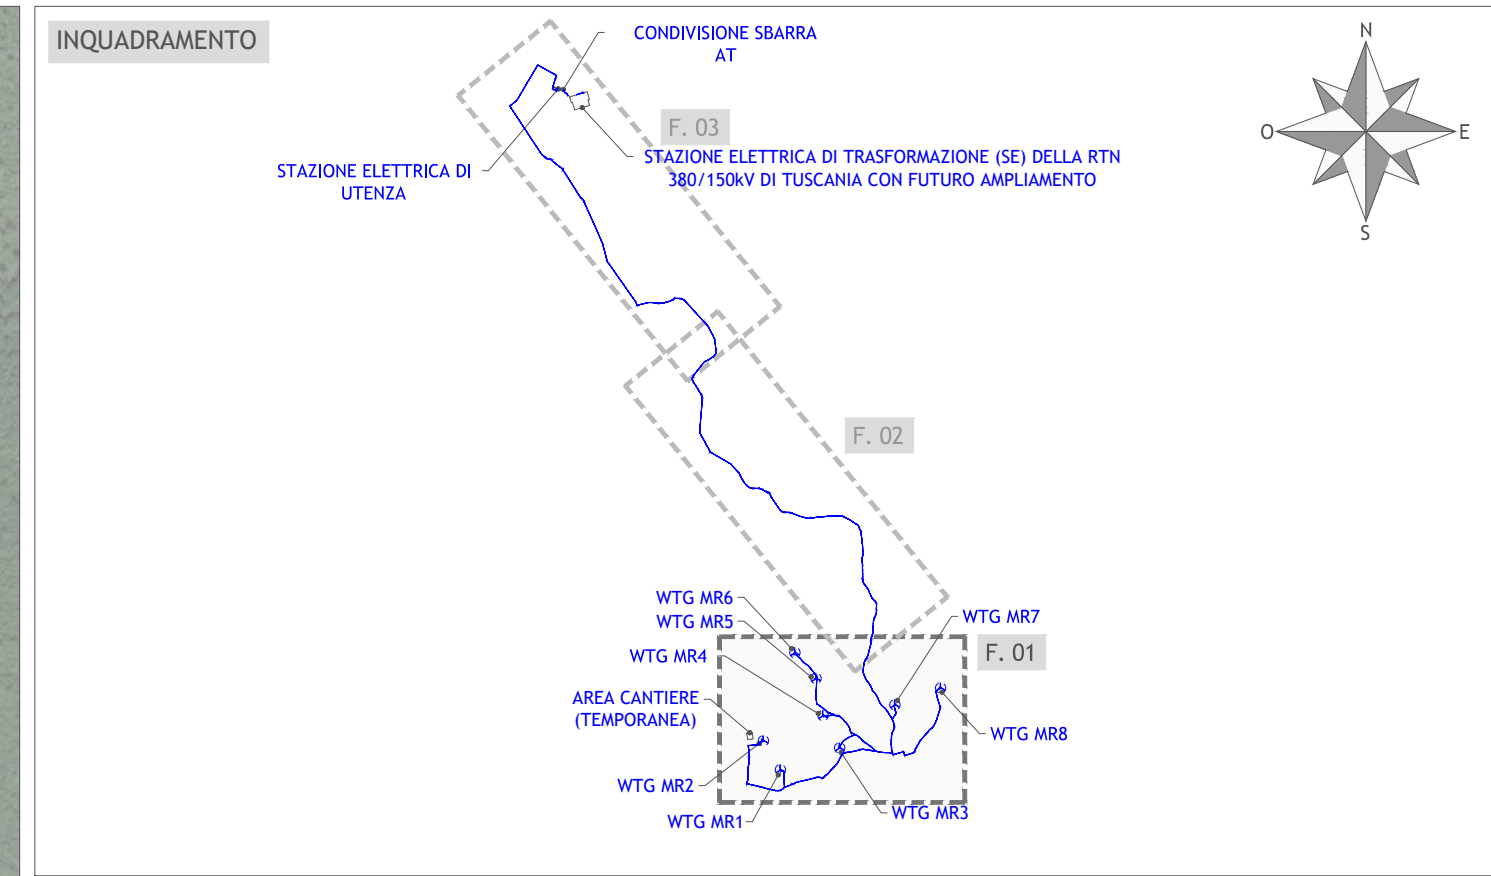 INQUADRAMENTO
CONDIVISIONE SBARRA
AT
N
O
E
S
F. 03
STAZIONE ELETTRICA DI TRASFORMAZIONE (SE) DELLA RTN
380/150kV DI TUSCANIA CON FUTURO AMPLIAMENTO
STAZIONE ELETTRICA DI
UTENZA
F. 02
WTG MR6
WTG MR5
WTG MR7
WTG MR4
F. 01
AREA CANTIERE
(TEMPORANEA)
WTG MR8
WTG MR2
WTG MR3
WTG MR1